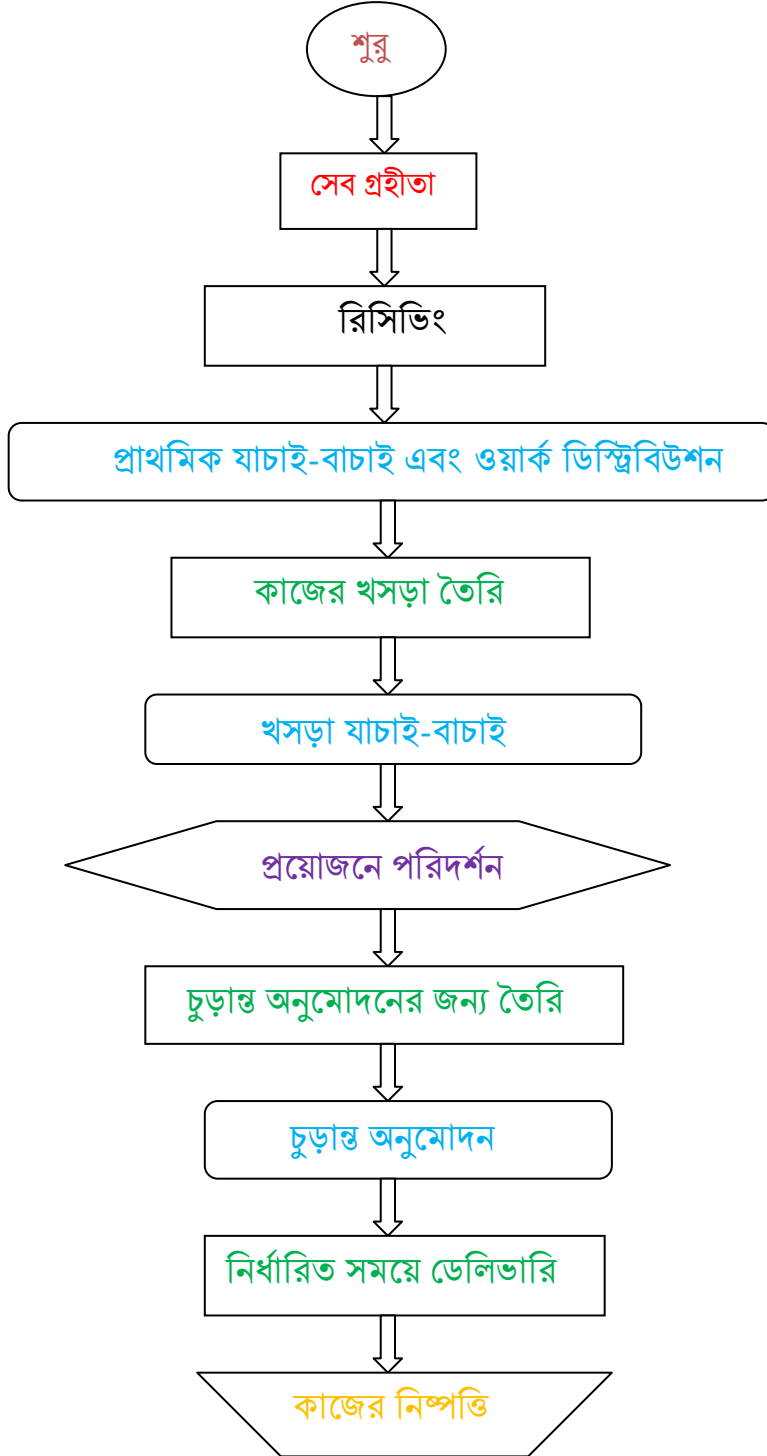 শুরু
সেব গ্রহীতা
রিসিভিং
প্রাথমিক যাচাই-বাচাই এবং ওয়ার্ক ডিস্ট্রিবিউশন
কাজের খসড়া তৈরি
খসড়া যাচাই-বাচাই
প্রয়োজনে পরিদর্শন
চুড়ান্ত অনুমোদনের জন্য তৈরি
চুড়ান্ত অনুমোদন
নির্ধারিত সময়ে ডেলিভারি
কাজের নিষ্পত্তি